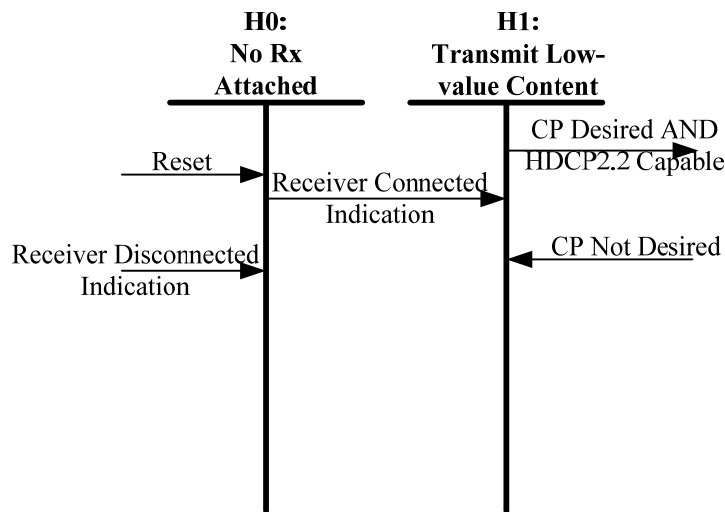 H0:
No Rx
Attached
H1:
Transmit Low-
value Content
CP Desired AND
HDCP2.2 Capable
Reset
Receiver Connected
Indication
CP Not Desired
Receiver Disconnected
Indication